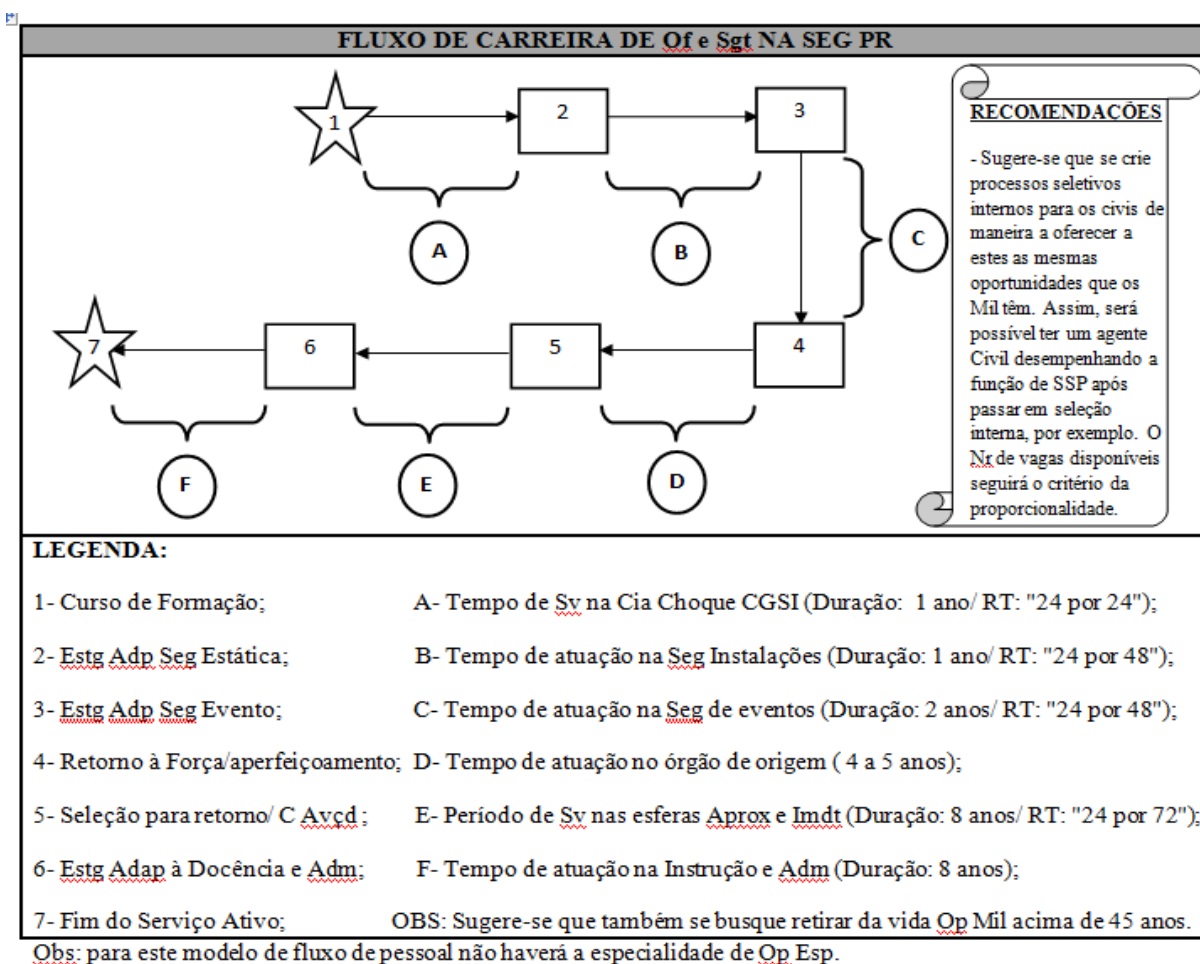 FLUXO DE CARREIRA DE Of e Sgt NA SEG PR
1
2
3
A
B
C
7
6
5
4
F
E
D
RECOMENDAÇÕES
- Sugere-se que se crie
processos seletivos
internos para os civis de
maneira a oferecer a
estes as mesmas
oportunidades que os
Mil têm. Assim, será
possível ter um agente
Civil desempenhando a
função de SSP após
passar em seleção
interna, por exemplo. O
Nr de vagas disponíveis
seguirá o critério da
proporcionalidade.
LEGENDA:
1- Curso de Formação; A- Tempo de Sv na Cia Choque CGSI (Duração: 1 ano/ RT: "24 por 24");
2- Estg Adp Seg Estática; B- Tempo de atuação na Seg Instalações (Duração: 1 ano/ RT: "24 por 48");
3- Estg Adp Seg Evento; C- Tempo de atuação na Seg de eventos (Duração: 2 anos/ RT: "24 por 48");
4- Retorno à Força/aperfeiçoamento; D- Tempo de atuação no órgão de origem ( 4 a 5 anos);
5- Seleção para retorno/ C Avçd ; E- Período de Sv nas esferas Aprox e Imdt (Duração: 8 anos/ RT: "24 por 72");
6- Estg Adap à Docência e Adm; F- Tempo de atuação na Instrução e Adm (Duração: 8 anos);
7- Fim do Serviço Ativo; OBS: Sugere-se que também se busque retirar da vida Op Mil acima de 45 anos.
Obs: para este modelo de fluxo de pessoal não haverá a especialidade de Op Esp.